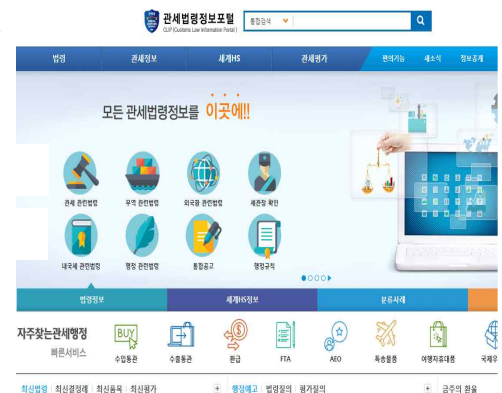 관세법령정보포털
CLIP (Customs Law Information Portal)
통합검색
법령 관세정보 세계HS 관세평가 편의기능 새소식 정보공개
모든 관세법령정보를 이곳에!!
관세 관련법령 무역 관련법령 외국환 관련법령 세관장 확인
내국세 관련법령 행정 관련법령 통합공고 행정규칙
법령정보 세계HS정보 분류사례
자주찾는관세행정
빠른서비스
BUY
수입통관 수출통관 환급 FTA AEO 특송물품 여행자휴대품 국제우
최신법령 최신결정례 최신품목 최신평가 행정예고 법령질의 평가질의 금주의 환율